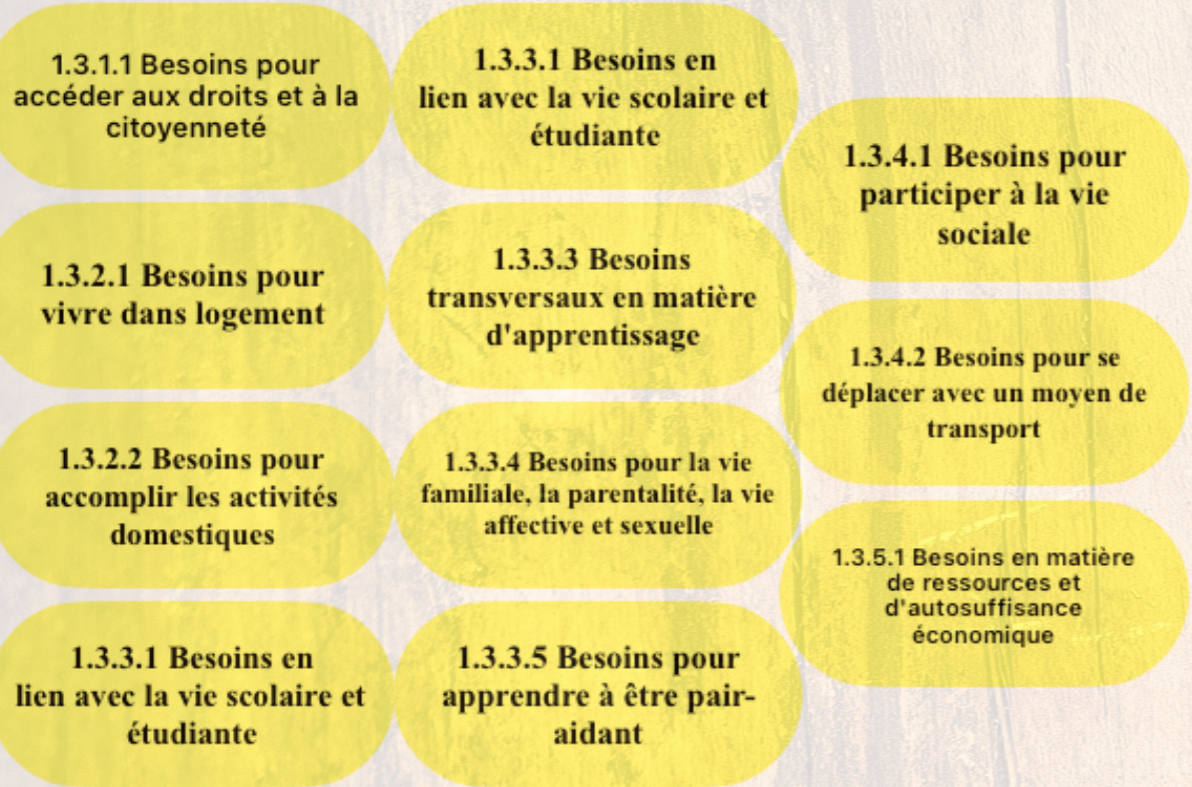 1.3.1.1 Besoins pour
accéder aux droits et à la
citoyenneté
1.3.2.1 Besoins pour
vivre dans logement
1.3.2.2 Besoins pour
accomplir les activités
domestiques
1.3.3.1 Besoins en
lien avec la vie scolaire et
étudiante
1.3.3.1 Besoins en
lien avec la vie scolaire et
étudiante
1.3.3.3 Besoins
transversaux en matière
d'apprentissage
1.3.3.4 Besoins pour la vie
familiale, la parentalité, la vie
affective et sexuelle
1.3.3.5 Besoins pour
apprendre à être pair-
aidant
1.3.4.1 Besoins pour
participer à la vie
sociale
1.3.4.2 Besoins pour se
déplacer avec un moyen de
transport
1.3.5.1 Besoins en matière
de ressources et
d'autosuffisance
économique